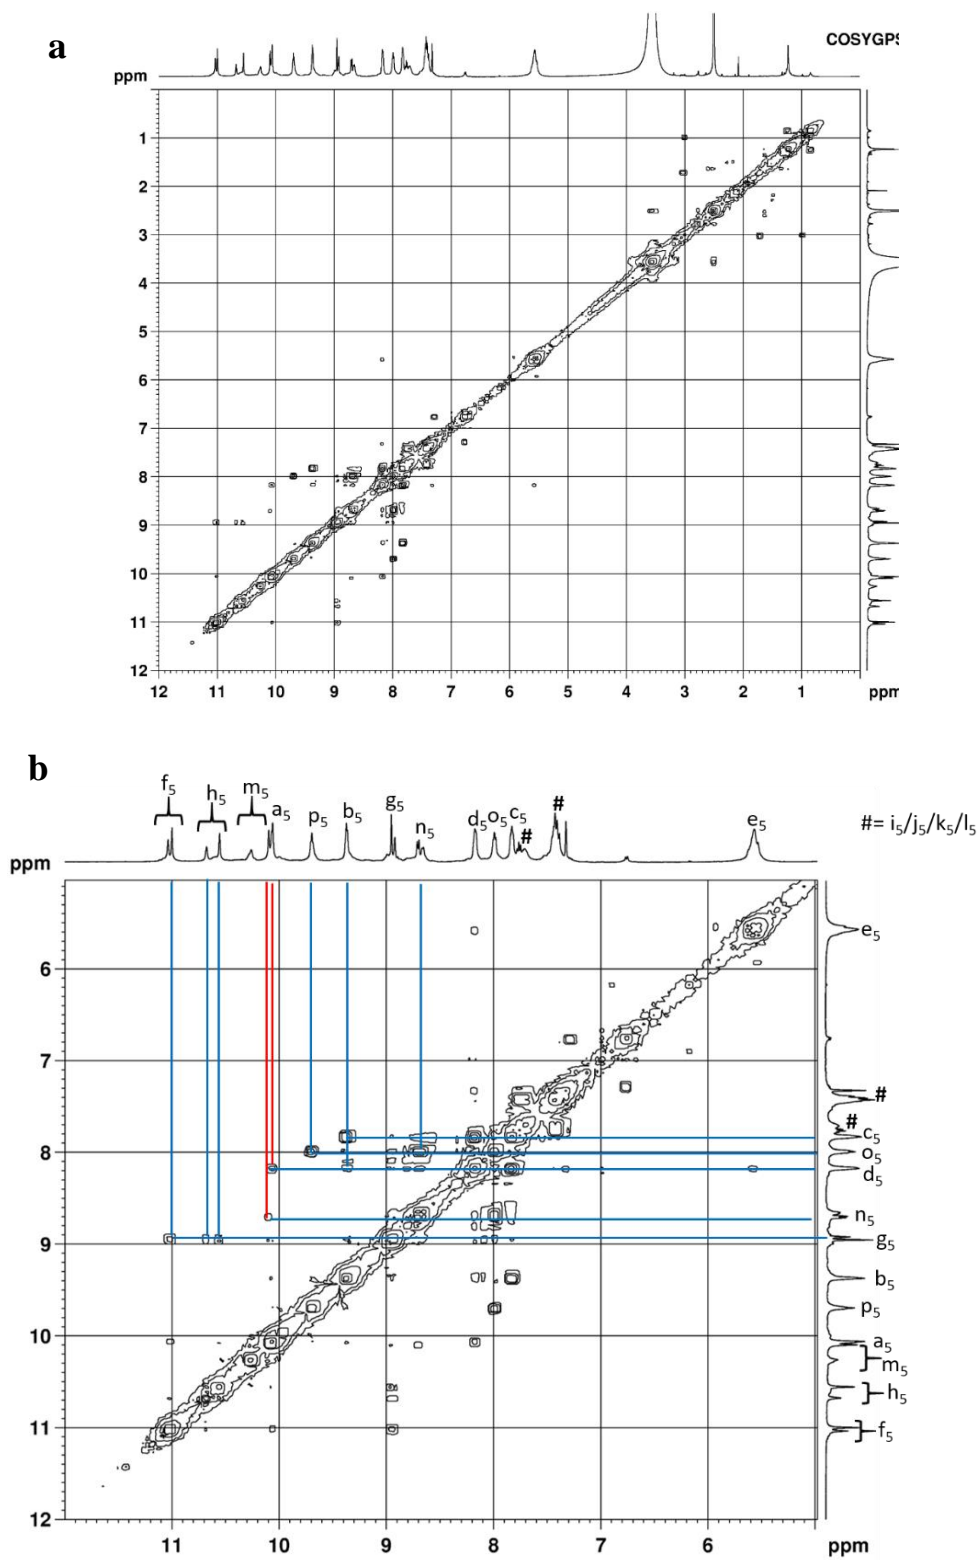 a
COSYGPS
ppm
1
2
3
4
5
6
7
8
9
10
11
12
12 11 10 9 8 7 6 5 4 3 2 1 ppm
b
f5 h5 m5 a5 p5 b5 g5 n5 d5 o5 c5 # # e5
#= i5/j5/k5/l5
ppm
e5
6
7
#
#
c5
8
o5
d5
n5
9
g5
b5
p5
10
a5
m5
h5
11
f5
12
11 10 9 8 7 6 ppm